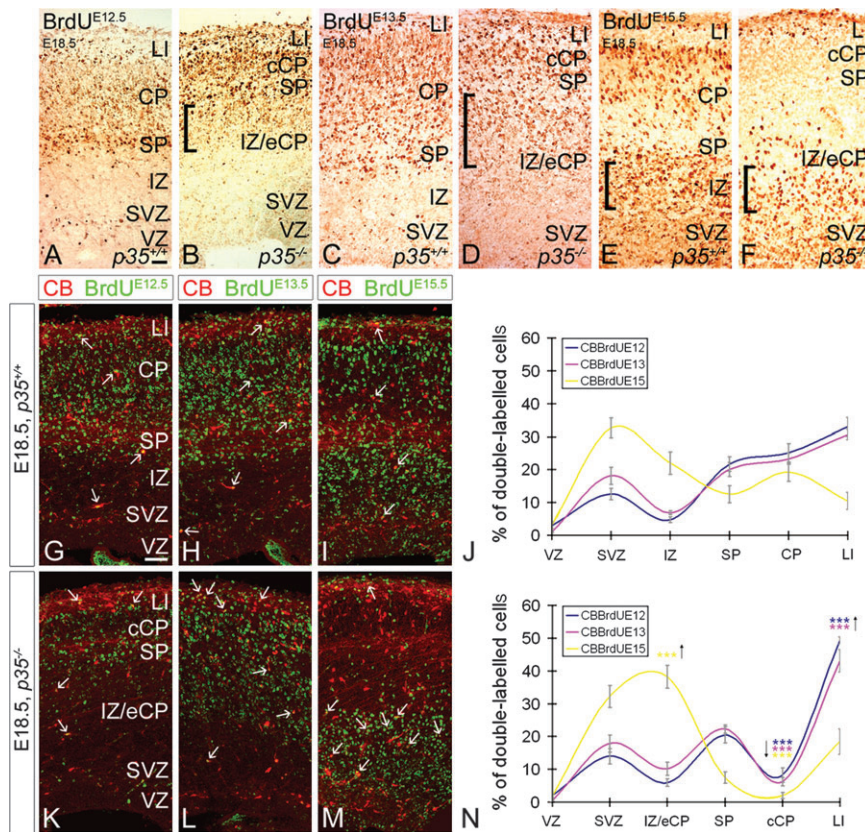 BrdU^E12.5
E18.5
LI
CP
SP
IZ
SVZ
VZ
A p35+/+
LI
cCP
SP
IZ/eCP
SVZ
VZ
B p35-/-
BrdU^E13.5
E18.5
LI
CP
SP
IZ
SVZ
C p35+/+
LI
cCP
SP
IZ/eCP
SVZ
D p35-/-
BrdU^E15.5
E18.5
LI
CP
SP
IZ
SVZ
E p35+/+
LI
cCP
SP
IZ/eCP
SVZ
F p35-/-
CB BrdU^E12.5
CB BrdU^E13.5
CB BrdU^E15.5
E18.5, p35+/+
LI
CP
SP
IZ
SVZ
VZ
G
H
I
% of double-labelled cells
60
50
40
30
20
10
0
CBBrdUE12
CBBrdUE13
CBBrdUE15
VZ SVZ IZ SP CP LI
J
E18.5, p35-/-
LI
cCP
SP
IZ/eCP
SVZ
VZ
K
L
M
% of double-labelled cells
60
50
40
30
20
10
0
CBBrdUE12
CBBrdUE13
CBBrdUE15
*** ↑
↓ ***
***
***
*** ↑
***
VZ SVZ IZ/eCP SP cCP LI
N